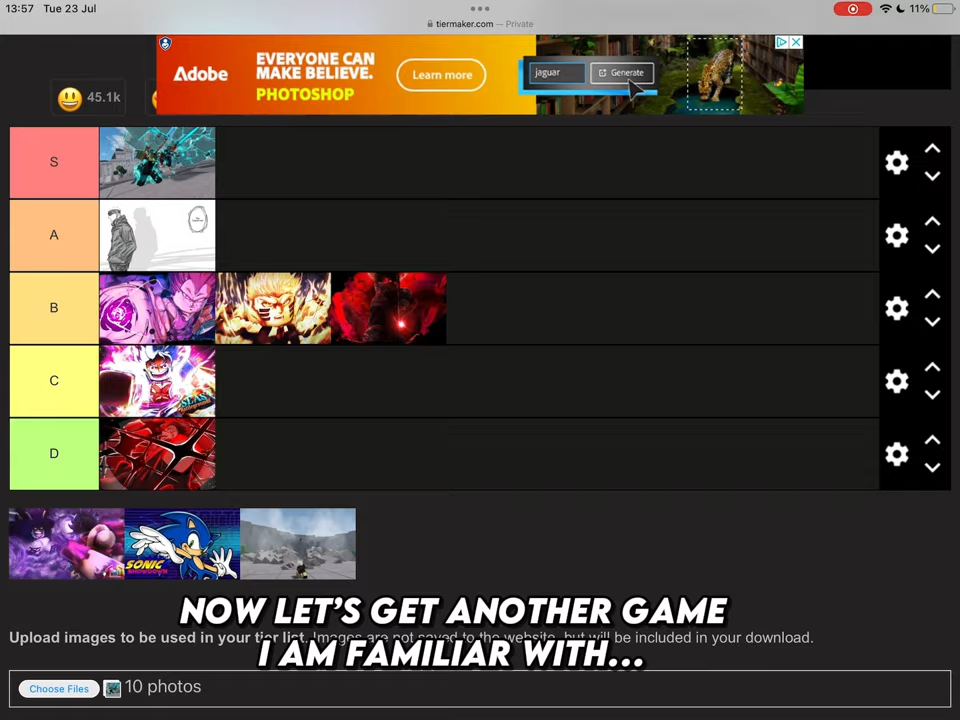 13:57 Tue 23 Jul
11%
tiermaker.com — Private
Adobe
EVERYONE CAN
MAKE BELIEVE.
PHOTOSHOP
Learn more
jaguar
Generate
45.1k
S
A
B
C
SEAS
D
SONIC
SHOWDOWN
NOW LET'S GET ANOTHER GAME
Upload images to be used in your tier list. Images are not saved to the website, but will be included in your download.
I AM FAMILIAR WITH...
Choose Files 10 photos